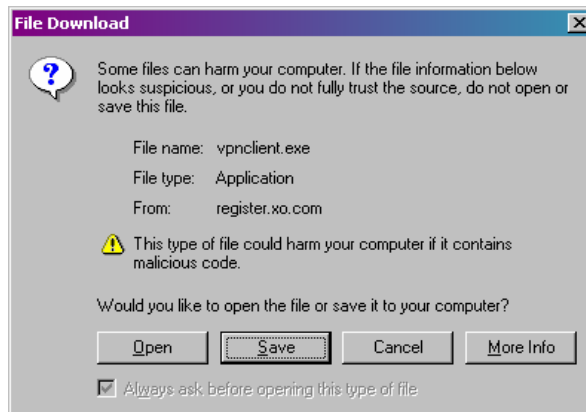 File Download
Some files can harm your computer. If the file information below
looks suspicious, or you do not fully trust the source, do not open or
save this file.
File name: vpnclient.exe
File type: Application
From: register.xo.com
This type of file could harm your computer if it contains
malicious code.
Would you like to open the file or save it to your computer?
Open Save Cancel More Info
Always ask before opening this type of file